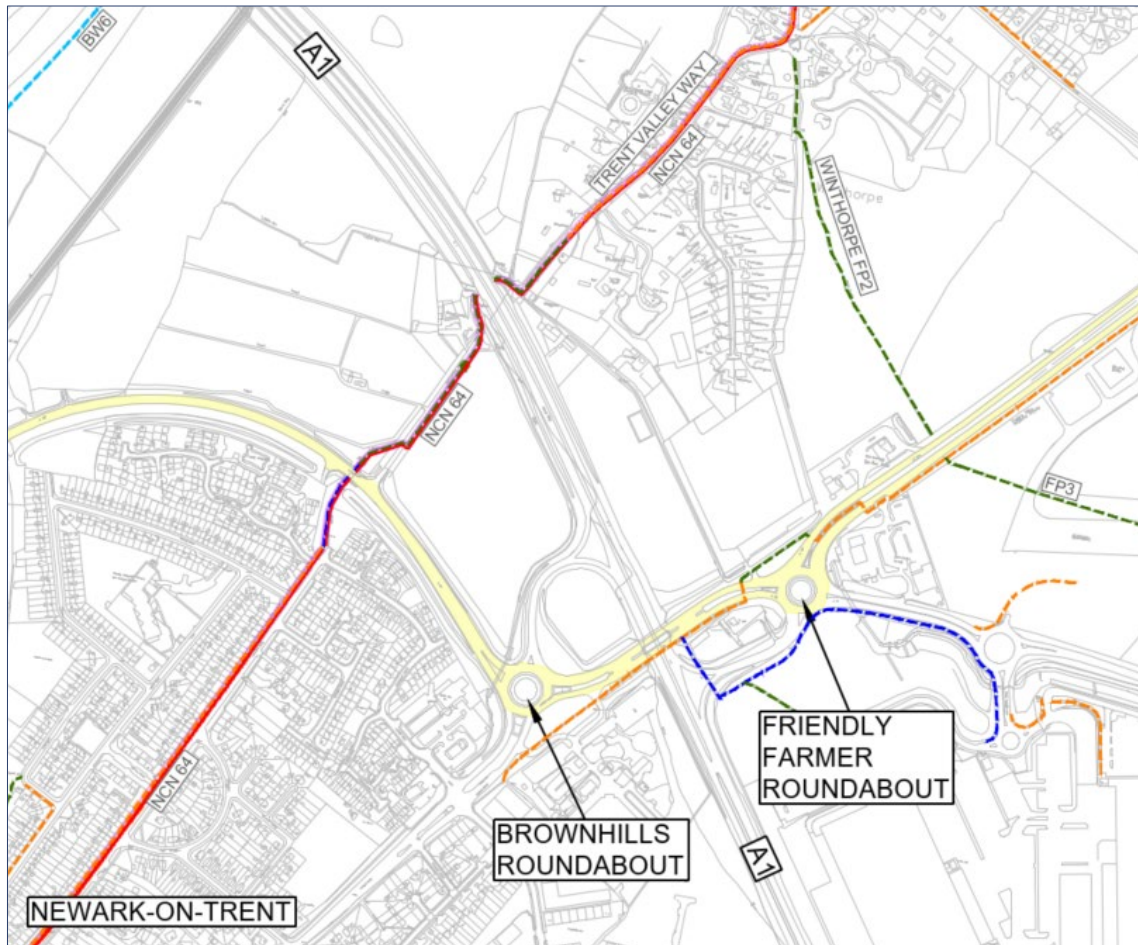 BW6
A1
TRENT VALLEY WAY
NCN 64
WINTHORPE FP2
thorpe
NCN 64
FP3
NCN 64
FRIENDLY
FARMER
ROUNDABOUT
BROWNHILLS
ROUNDABOUT
A1
NEWARK-ON-TRENT